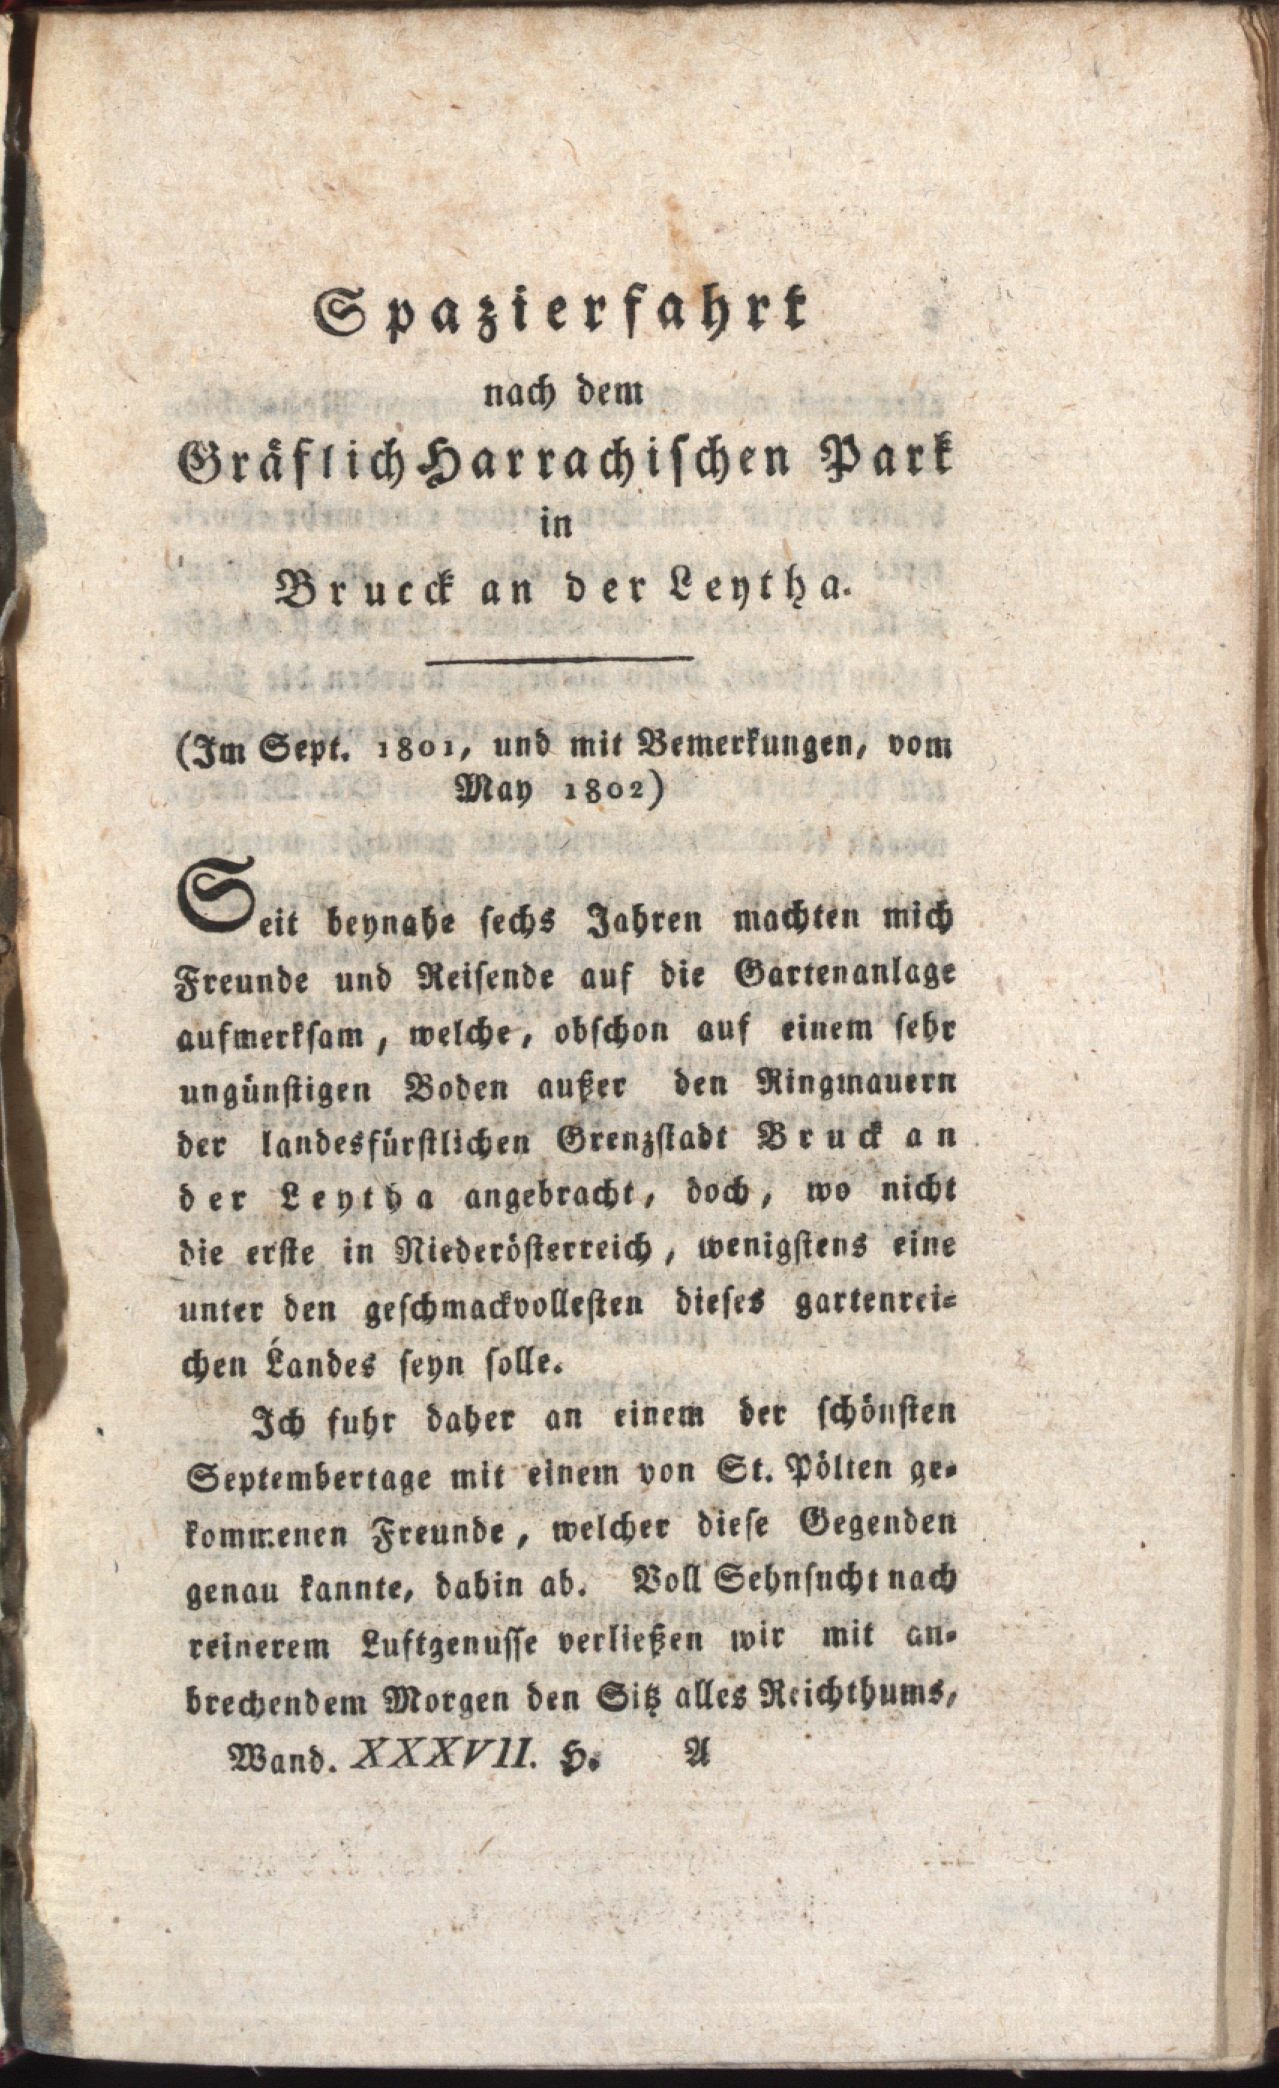 Spazierfahrt
nach dem
Gräflich Harrachischen Park
in
Bruck an der Leytha.
(Im Sept. 1801, und mit Bemerkungen, vom
May 1802)
Seit beynahe sechs Jahren machten mich
Freunde und Reisende auf die Gartenanlage
aufmerksam, welche, obschon auf einem sehr
ungünstigen Boden außer den Ringmauern
der landesfürstlichen Grenzstadt Bruck an
der Leytha angebracht, doch, wo nicht
die erste in Niederösterreich, wenigstens eine
unter den geschmackvollesten dieses gartenrei-
chen Landes seyn solle.
Ich fuhr daher an einem der schönsten
Septembertage mit einem von St. Pölten ge-
kommenen Freunde, welcher diese Gegenden
genau kannte, dahin ab. Voll Sehnsucht nach
reinerem Luftgenusse verließen wir mit an-
brechendem Morgen den Sitz alles Reichthums,
Wand. XXXVII. H. A